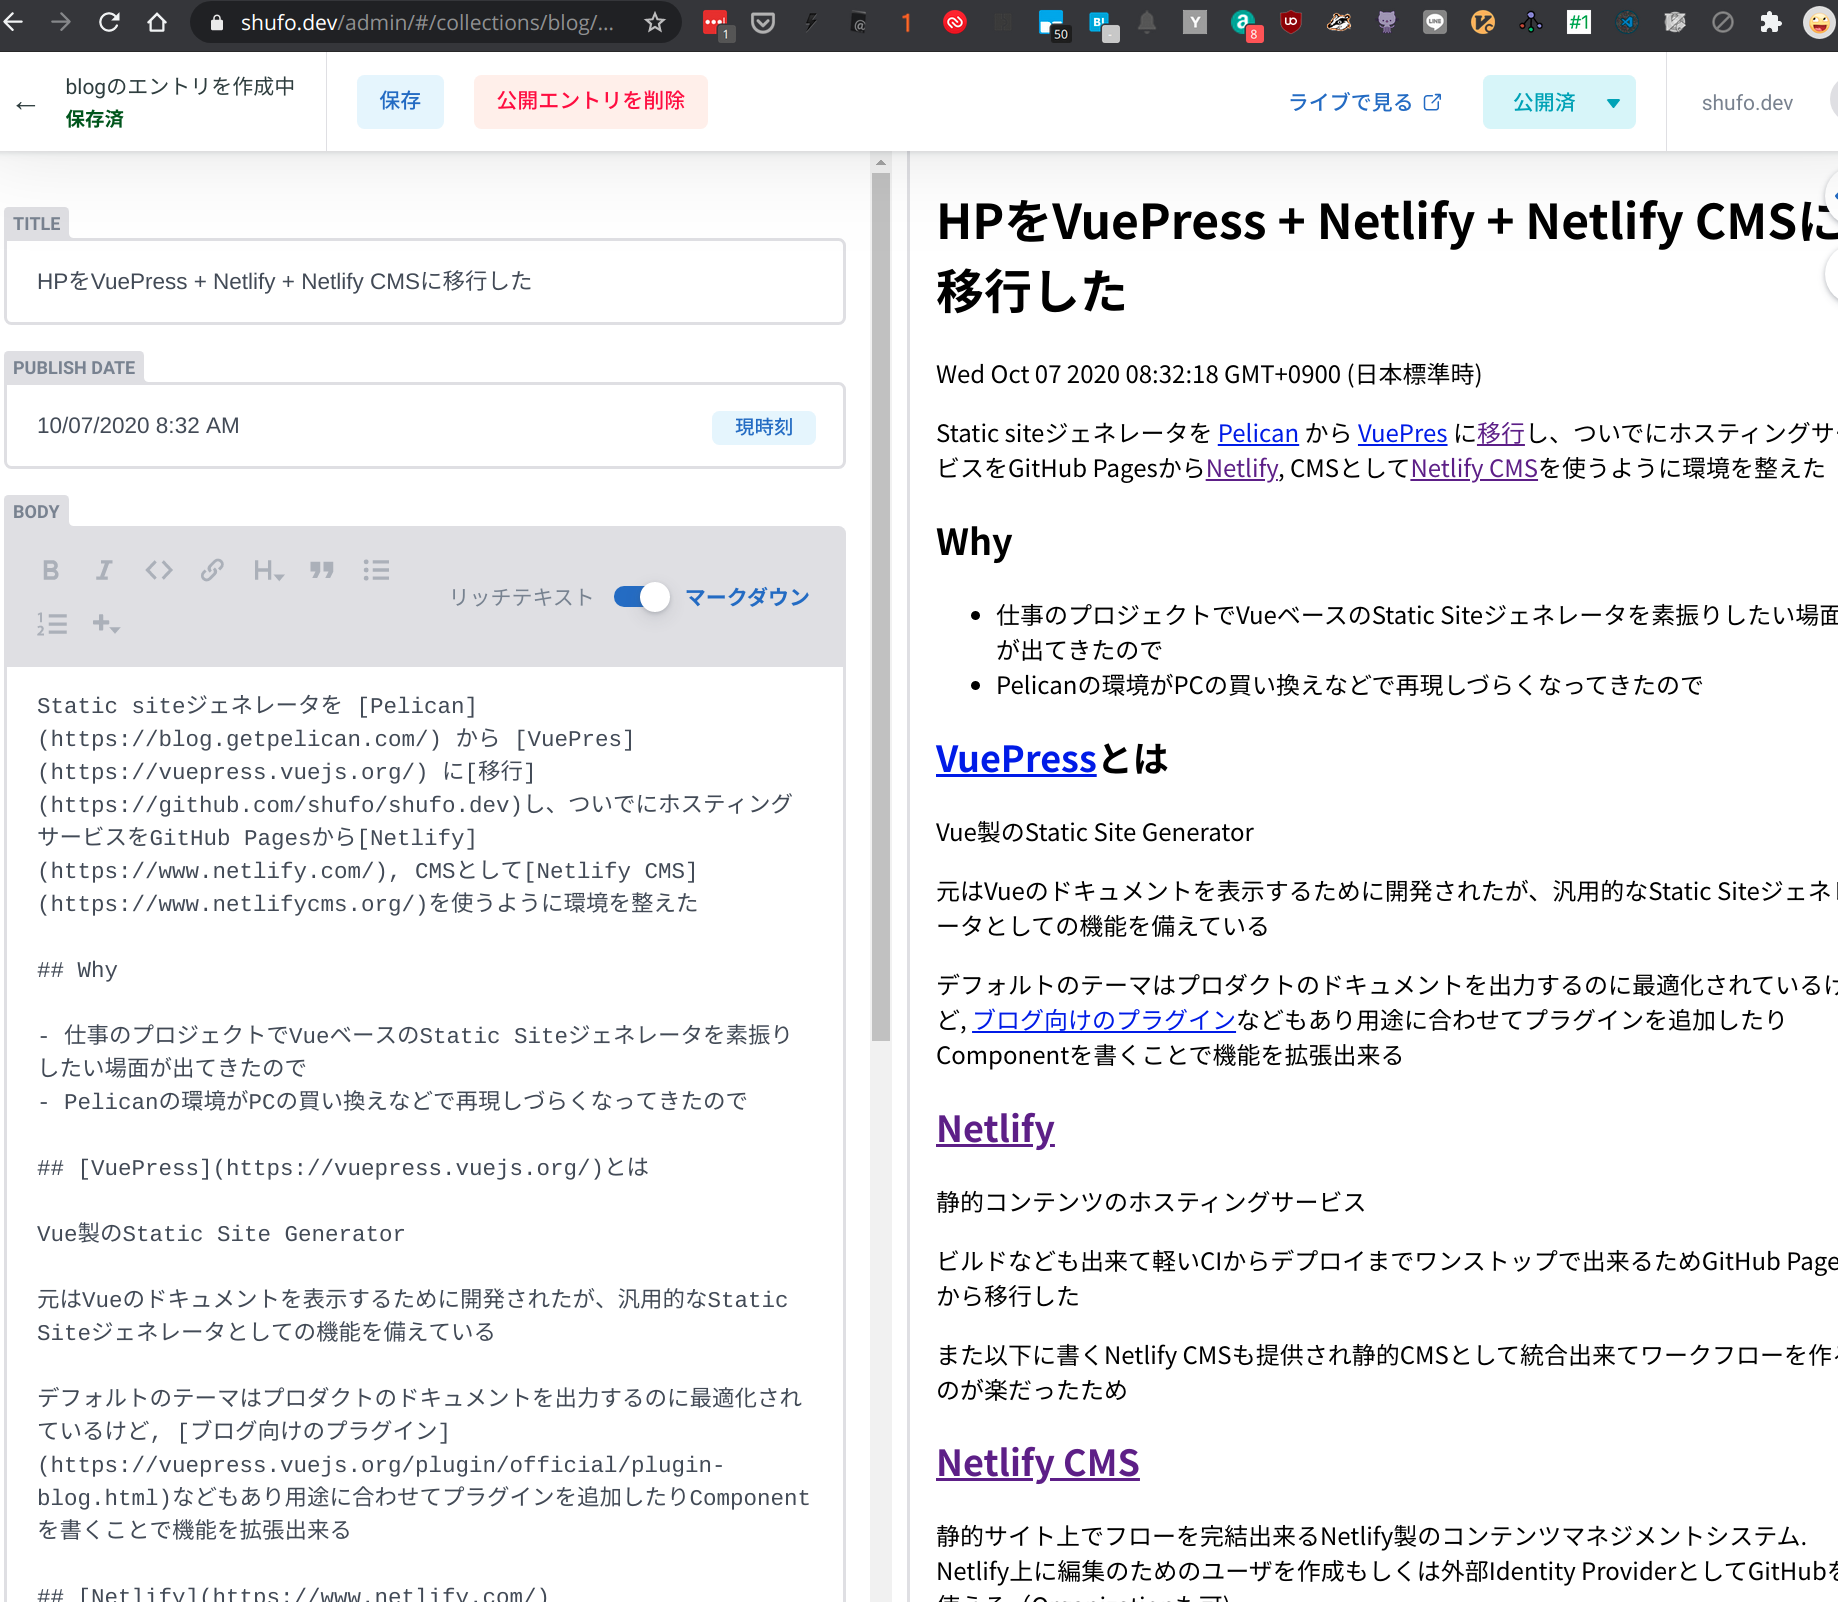 shufo.dev/admin/#/collections/blog/...
1
50
8
#1
blogのエントリを作成中
保存済
保存
公開エントリを削除
ライブで見る
公開済
shufo.dev
TITLE
HPをVuePress + Netlify + Netlify CMSに移行した
PUBLISH DATE
10/07/2020 8:32 AM
現時刻
BODY
リッチテキスト
マークダウン
Static siteジェネレータを [Pelican]
(https://blog.getpelican.com/) から [VuePres]
(https://vuepress.vuejs.org/) に[移行]
(https://github.com/shufo/shufo.dev)し、ついでにホスティング
サービスをGitHub Pagesから[Netlify]
(https://www.netlify.com/), CMSとして[Netlify CMS]
(https://www.netlifycms.org/)を使うように環境を整えた
## Why
- 仕事のプロジェクトでVueベースのStatic Siteジェネレータを素振り
したい場面が出てきたので
- Pelicanの環境がPCの買い換えなどで再現しづらくなってきたので
## [VuePress](https://vuepress.vuejs.org/)とは
Vue製のStatic Site Generator
元はVueのドキュメントを表示するために開発されたが、汎用的なStatic
Siteジェネレータとしての機能を備えている
デフォルトのテーマはプロダクトのドキュメントを出力するのに最適化され
ているけど, [ブログ向けのプラグイン]
(https://vuepress.vuejs.org/plugin/official/plugin-
blog.html)などもあり用途に合わせてプラグインを追加したりComponent
を書くことで機能を拡張出来る
## [Netlify](https://www.netlify.com/)
HPをVuePress + Netlify + Netlify CMSに
移行した
Wed Oct 07 2020 08:32:18 GMT+0900 (日本標準時)
Static siteジェネレータを Pelican から VuePres に移行し、ついでにホスティングサー
ビスをGitHub PagesからNetlify, CMSとしてNetlify CMSを使うように環境を整えた
Why
• 仕事のプロジェクトでVueベースのStatic Siteジェネレータを素振りしたい場面
が出てきたので
• Pelicanの環境がPCの買い換えなどで再現しづらくなってきたので
VuePressとは
Vue製のStatic Site Generator
元はVueのドキュメントを表示するために開発されたが、汎用的なStatic Siteジェネレ
ータとしての機能を備えている
デフォルトのテーマはプロダクトのドキュメントを出力するのに最適化されているけ
ど, ブログ向けのプラグインなどもあり用途に合わせてプラグインを追加したり
Componentを書くことで機能を拡張出来る
Netlify
静的コンテンツのホスティングサービス
ビルドなども出来て軽いCIからデプロイまでワンストップで出来るためGitHub Page
から移行した
また以下に書くNetlify CMSも提供され静的CMSとして統合出来てワークフローを作る
のが楽だったため
Netlify CMS
静的サイト上でフローを完結出来るNetlify製のコンテンツマネジメントシステム.
Netlify上に編集のためのユーザを作成もしくは外部Identity ProviderとしてGitHubを
使える (Organizationも可)